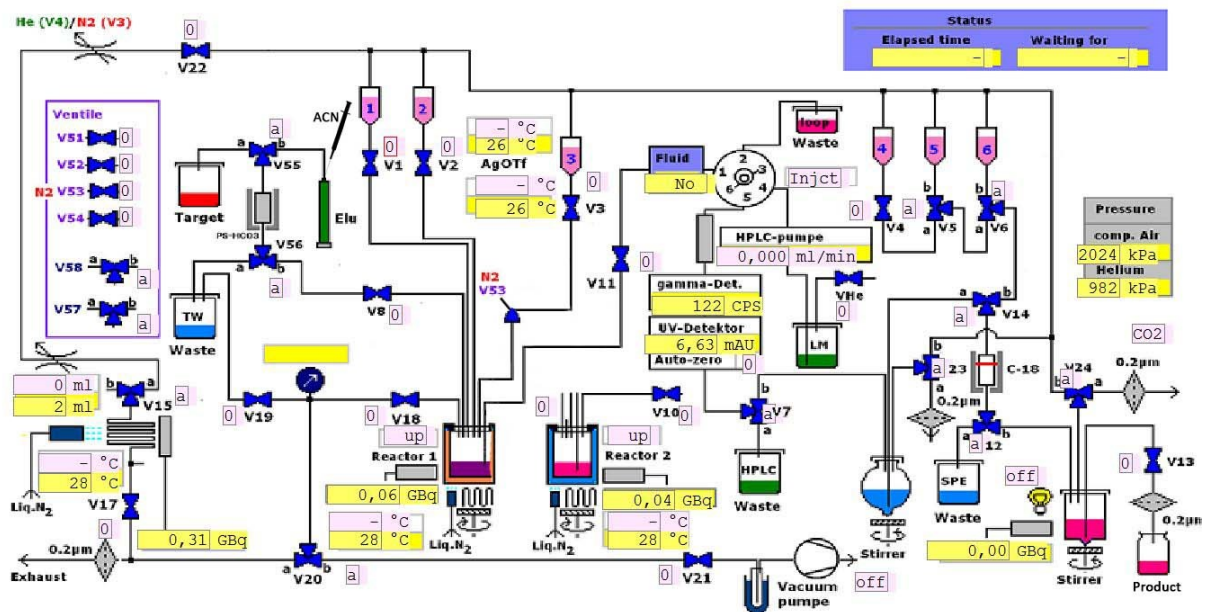 He (V4)/N2 (V3)
0
V22
Status
Elapsed time
Waiting for
-
-
Ventile
V51 0
V52 0
N2
V53 0
V54 0
a b
V58
a
a b
V57
a
a
a b
V55
Target
PS-HCO3
V56
a b
a
TW
Waste
ACN
Elu
1
2
0
V1
0
V2
- °C
26 °C
AgOTf
- °C
26 °C
3
0
V3
N2
V53
V8
0
Fluid
No
1
2
3
4
5
6
loop
Waste
Injct
HPLC-pumpe
0,000 ml/min
gamma-Det.
122 CPS
UV-Detektor
6,63 mAU
Auto-zero
0
0
V11
VHe
0
LM
4
5
6
0
V4
b
a
a
V5
b
a
a
V6
Pressure
comp. Air
2024 kPa
Helium
982 kPa
a b
V14
a
C-18
b
23
a
a
0.2µm
V24
a
b
CO2
0.2µm
a b
12
a
SPE
Waste
off
0,00 GBq
Stirrer
0
V13
0.2µm
Product
0 ml
2 ml
b a
V15
a
- °C
28 °C
Liq.N2
V17
0
0,31 GBq
0.2µm
Exhaust
0
V19
0
V18
up
Reactor 1
0,06 GBq
- °C
28 °C
Liq.N2
a b
V20
a
0
V10
0
up
Reactor 2
0,04 GBq
- °C
28 °C
Liq.N2
b
V7
a
a
HPLC
Waste
Stirrer
0
V21
Vacuum
pumpe
off